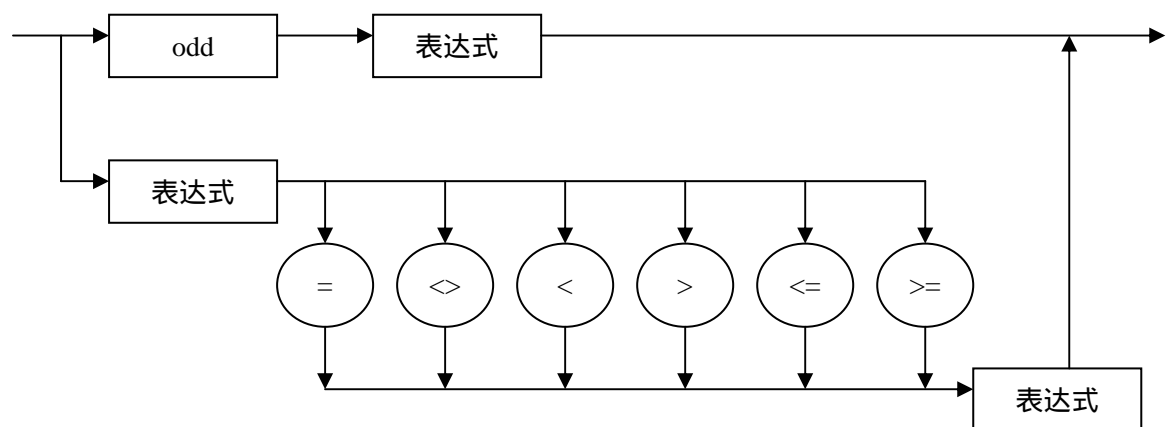 odd
表达式
表达式
=
<>
<
>
<=
>=
表达式